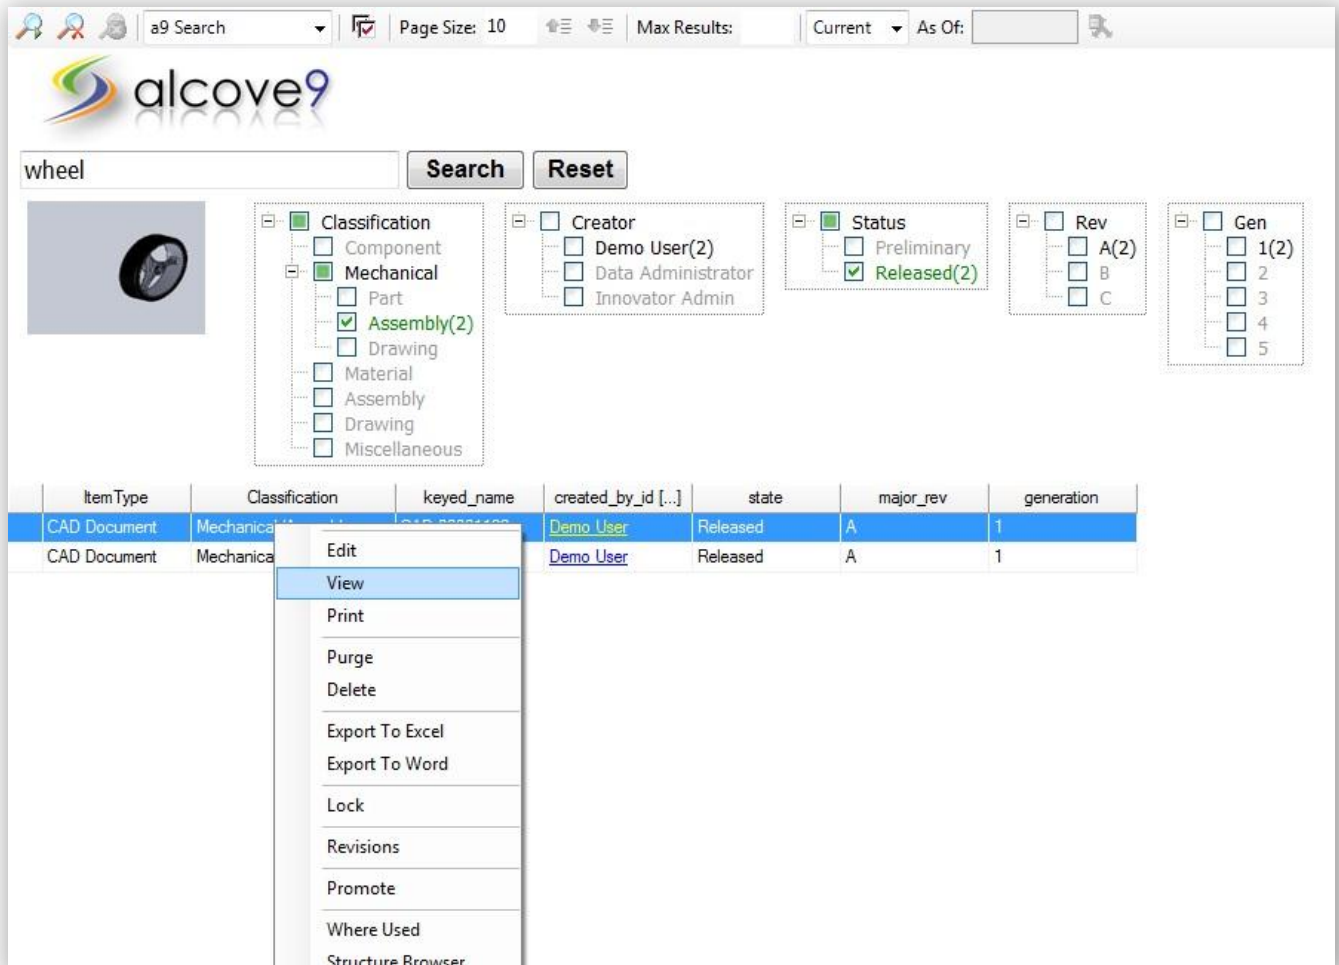 a9 Search Page Size: 10 Max Results: Current As Of:
alcove9
wheel Search Reset
Classification
Component
Mechanical
Part
Assembly(2)
Drawing
Material
Assembly
Drawing
Miscellaneous
Creator
Demo User(2)
Data Administrator
Innovator Admin
Status
Preliminary
Released(2)
Rev
A(2)
B
C
Gen
1(2)
2
3
4
5
ItemType Classification keyed_name created_by_id [...] state major_rev generation
CAD Document Demo User Released A 1
CAD Document Demo User Released A 1
Edit
View
Print
Purge
Delete
Export To Excel
Export To Word
Lock
Revisions
Promote
Where Used
Structure Browser